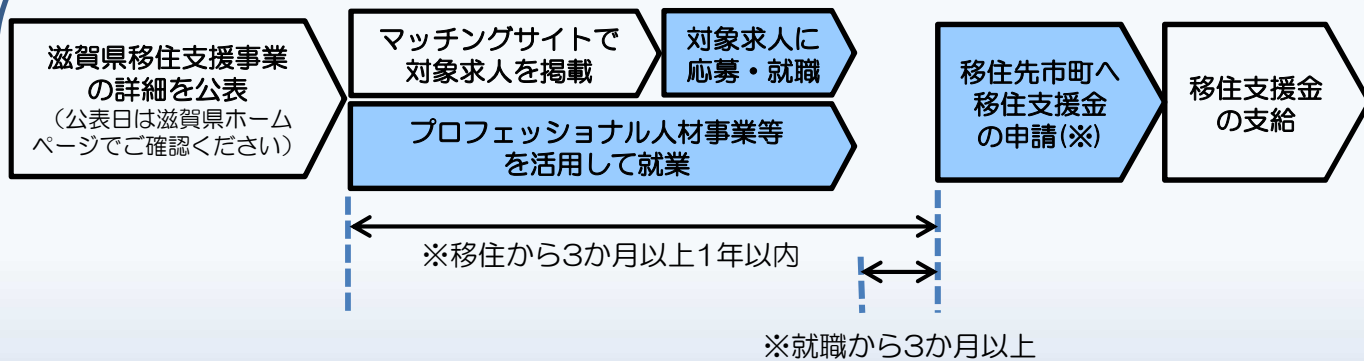 滋賀県移住支援事業
の詳細を公表
（公表日は滋賀県ホーム
ページでご確認ください）
マッチングサイトで
対象求人を掲載
対象求人に
応募・就職
プロフェッショナル人材事業等
を活用して就業
移住先市町へ
移住支援金
の申請(※)
移住支援金
の支給
※移住から3か月以上1年以内
※就職から3か月以上